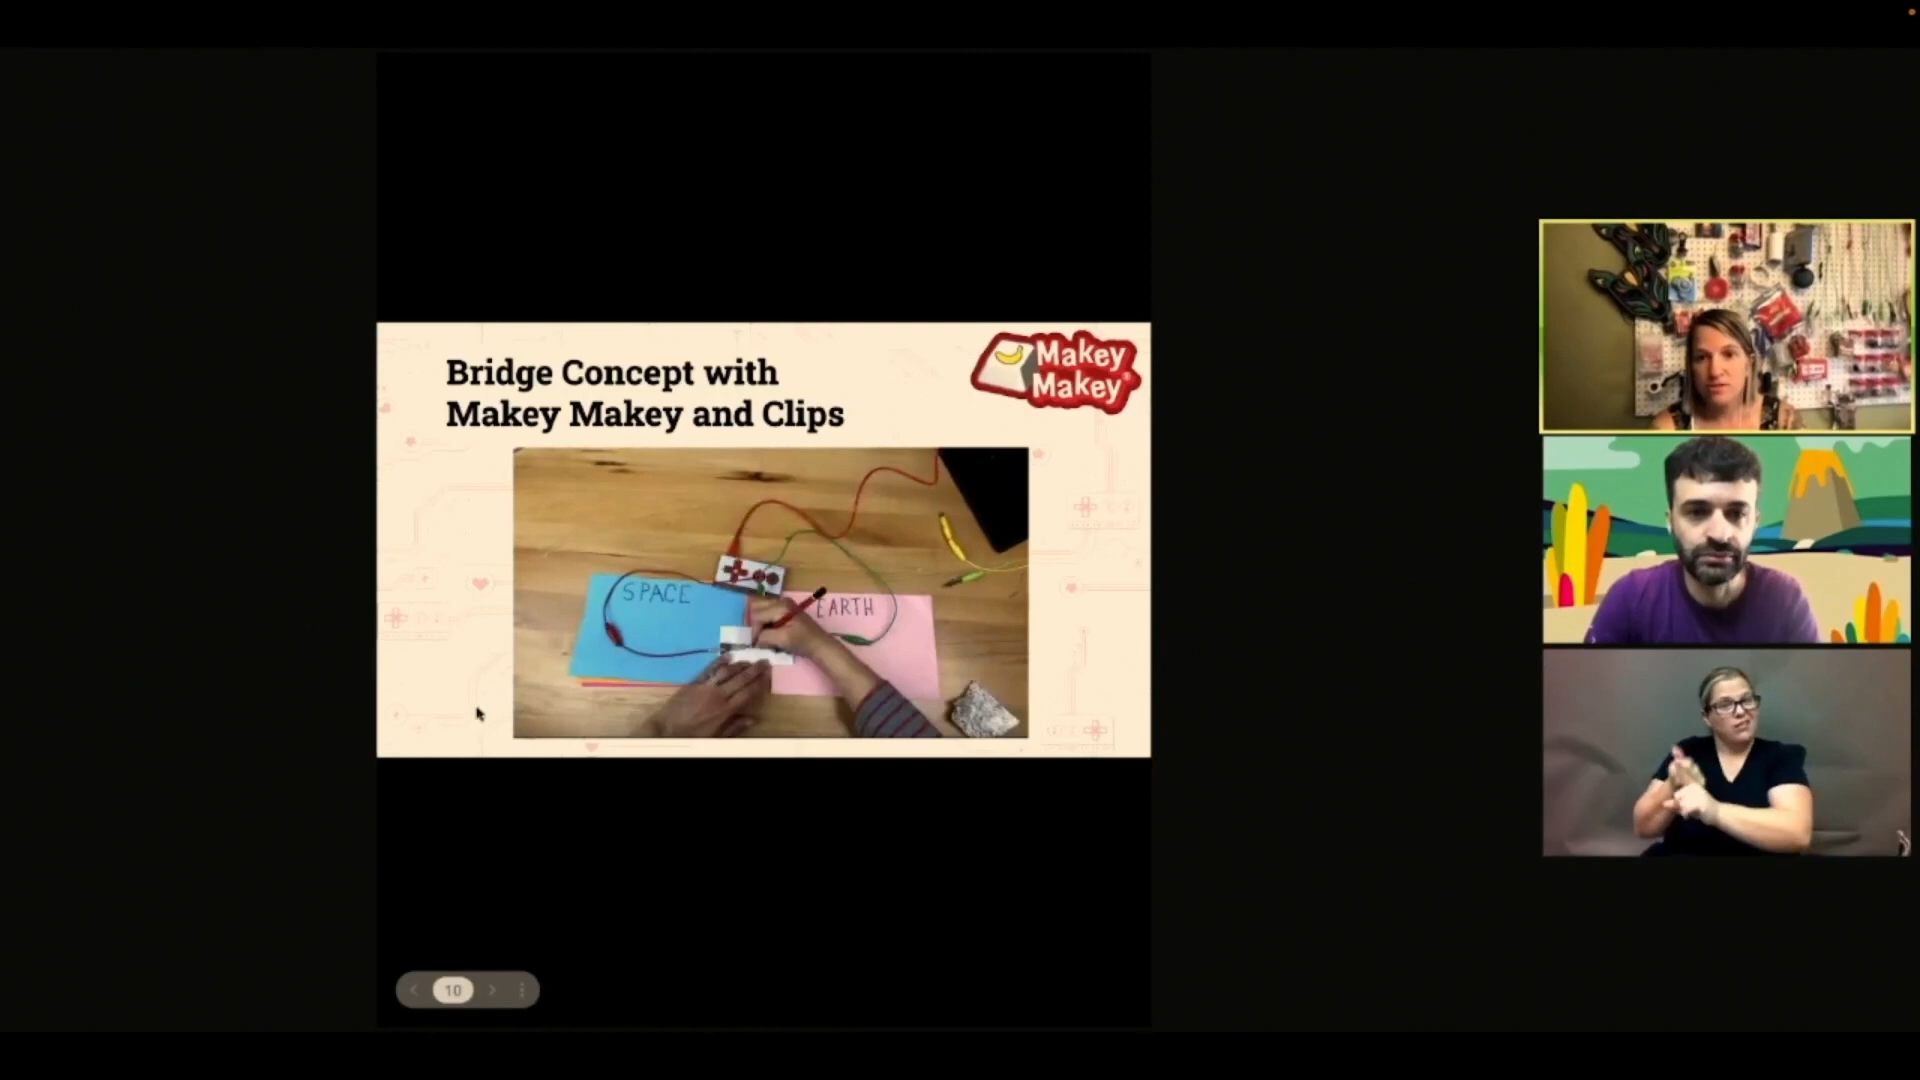 Bridge Concept with
Makey Makey and Clips
Makey
Makey®
SPACE
EARTH
10